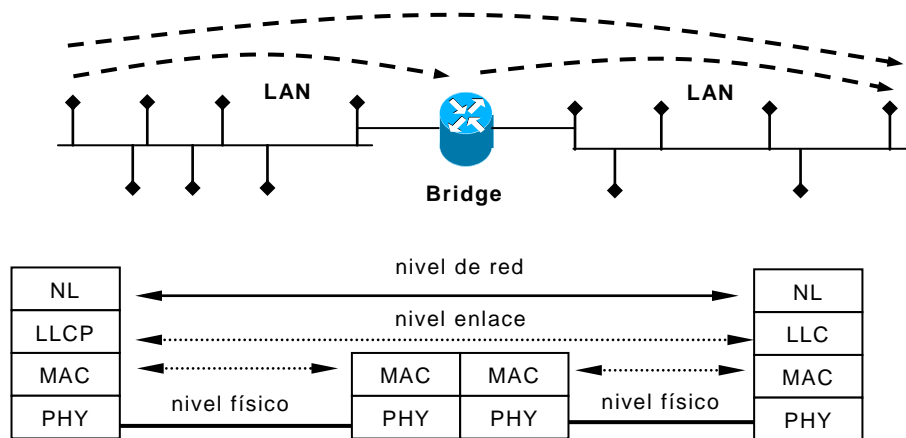 LAN
LAN
Bridge
nivel de red
NL
NL
nivel enlace
LLCP
LLC
MAC
MAC
MAC
MAC
nivel físico
nivel físico
PHY
PHY
PHY
PHY